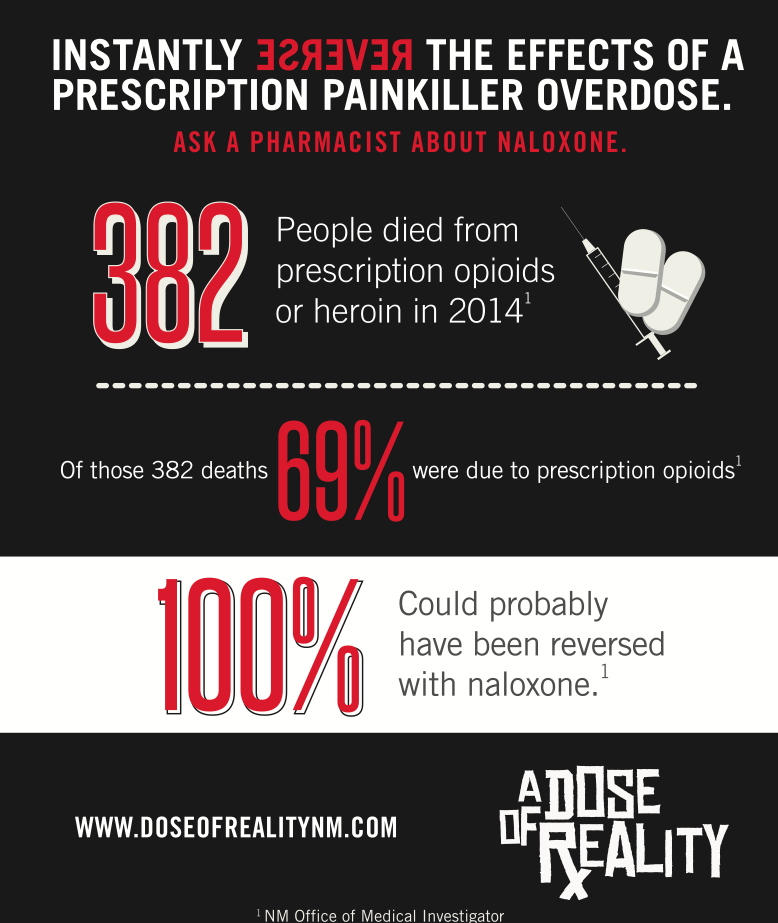 INSTANTLY REVERSE THE EFFECTS OF A
PRESCRIPTION PAINKILLER OVERDOSE.
ASK A PHARMACIST ABOUT NALOXONE.
382
People died from
prescription opioids
or heroin in 2014¹
Of those 382 deaths 69% were due to prescription opioids¹
100%
Could probably
have been reversed
with naloxone.¹
WWW.DOSEOFREALITYNM.COM
A DOSE
OF REALITY
¹ NM Office of Medical Investigator